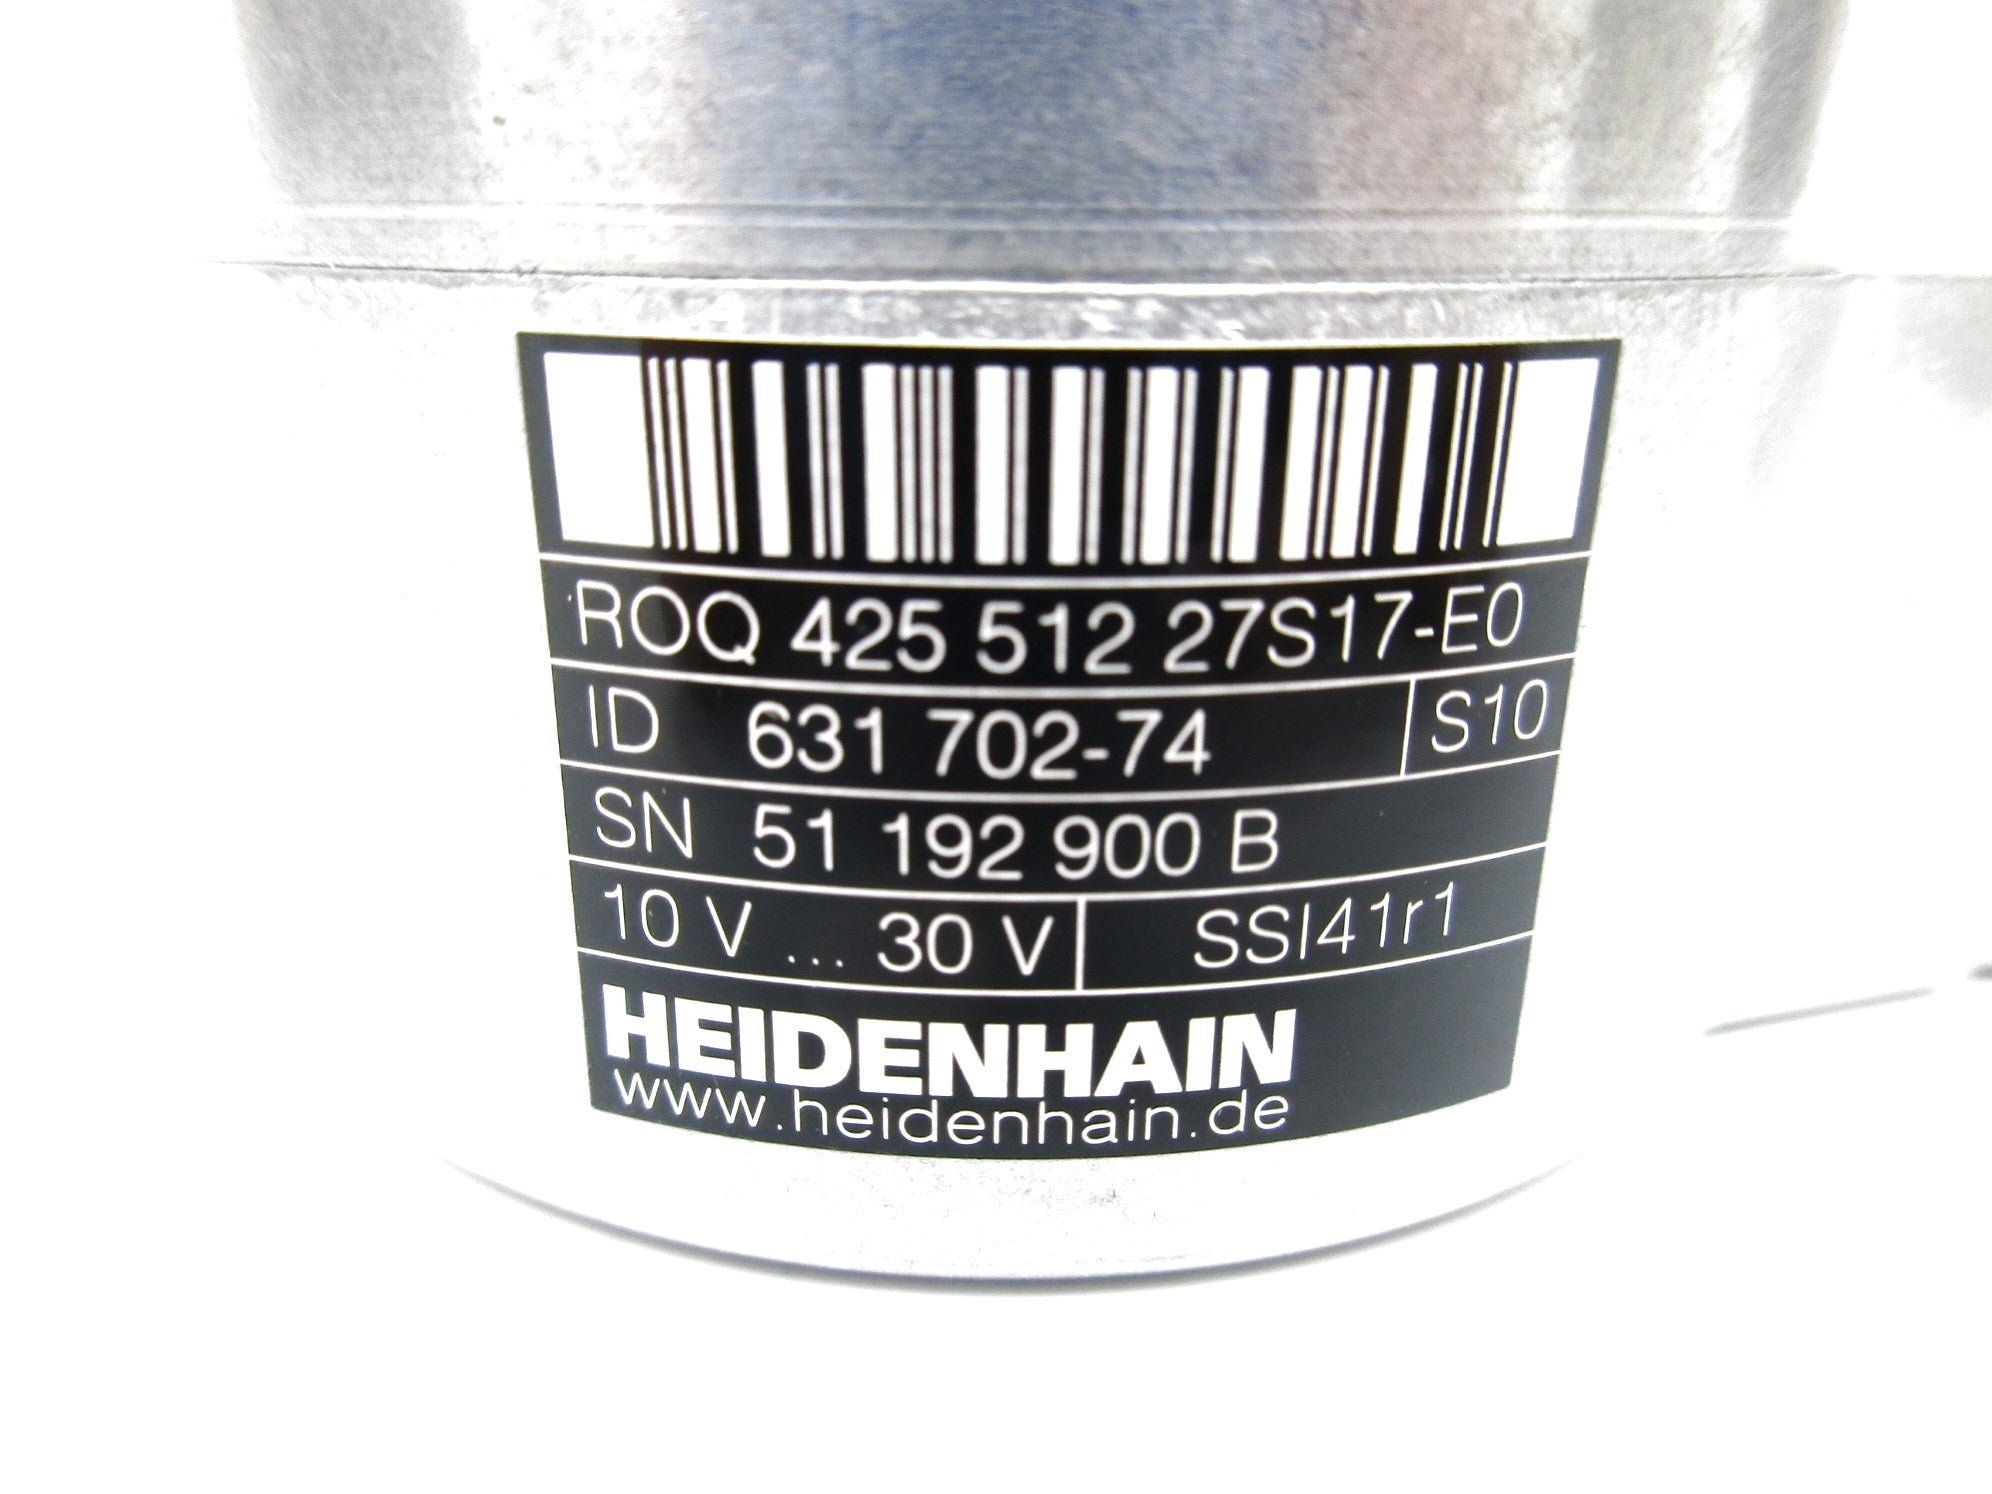 ROQ 425 512 27S17-E0
ID 631 702-74 S10
SN 51 192 900 B
10 V ... 30 V SSI41r1
HEIDENHAIN
www.heidenhain.de